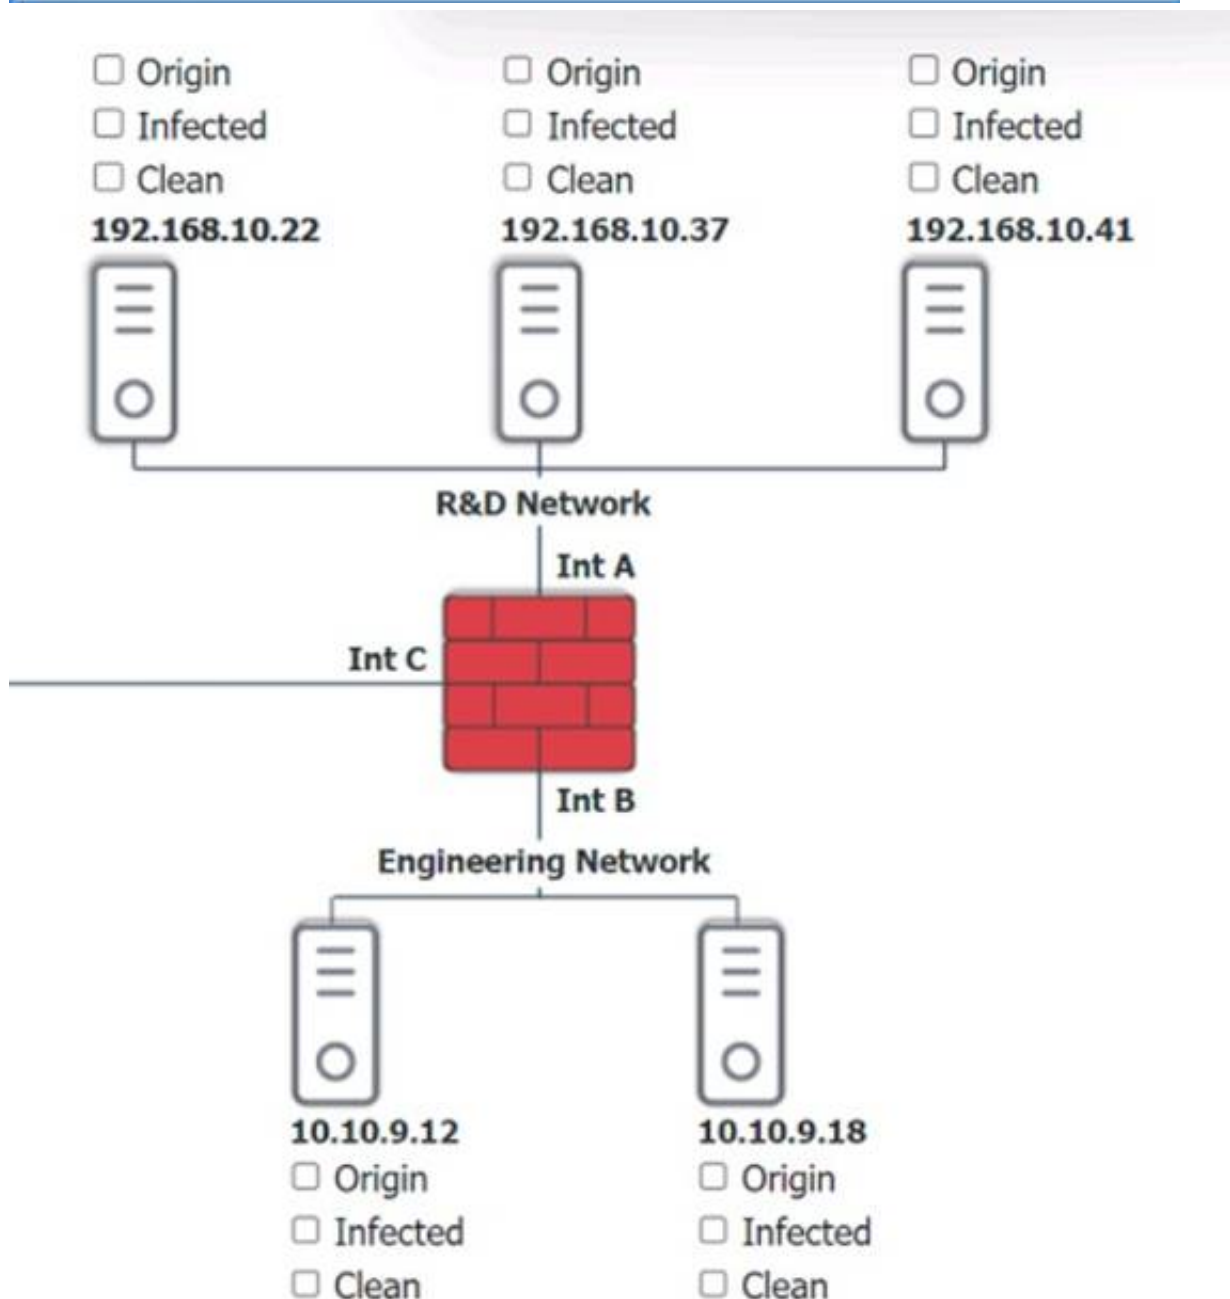 Origin Origin Origin
Infected Infected Infected
Clean Clean Clean
192.168.10.22 192.168.10.37 192.168.10.41
R&D Network
Int A
Int C
Int B
Engineering Network
10.10.9.12 10.10.9.18
Origin Origin
Infected Infected
Clean Clean